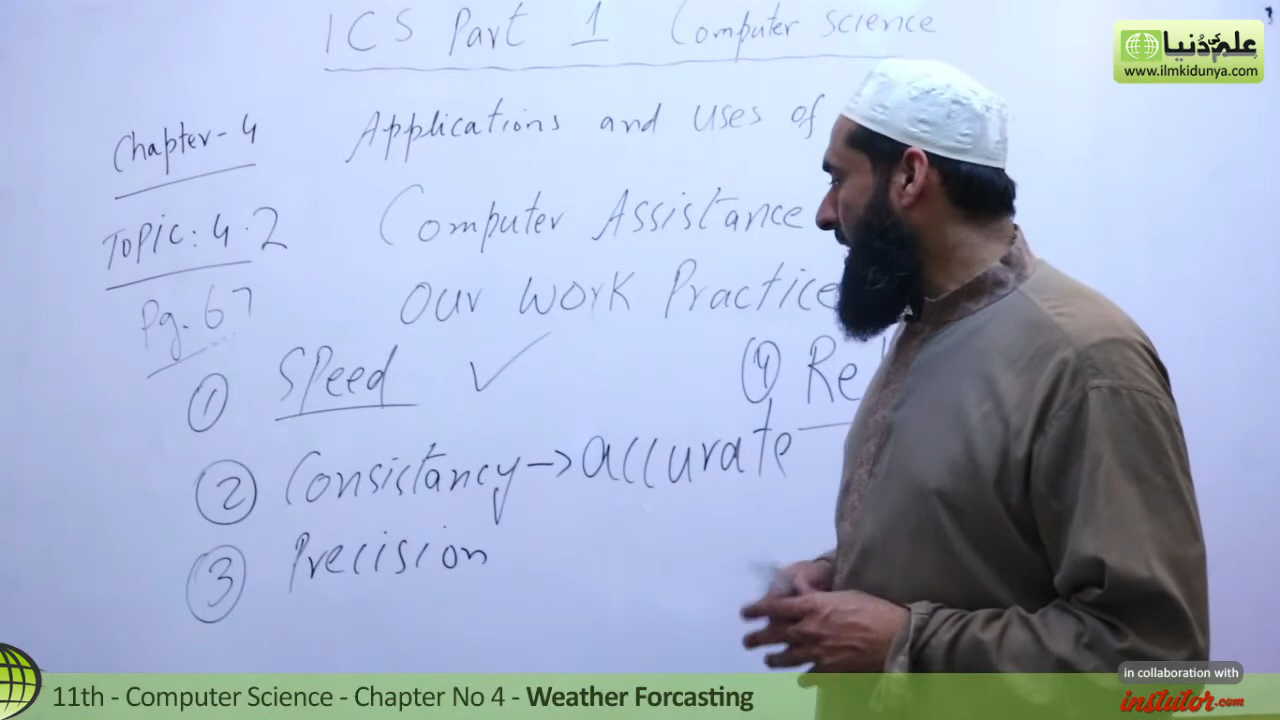 ICS Part 1 Computer Science
علم کی دُنیا
www.ilmkidunya.com
Chapter-4 Applications and uses of
Topic: 4.2 Computer Assistance
Our Work Practice
Pg. 67
① Speed ✓ ④ Re
② Consistancy → accurate
③ Precision
in collaboration with
instutor.com
11th - Computer Science - Chapter No 4 - Weather Forcasting